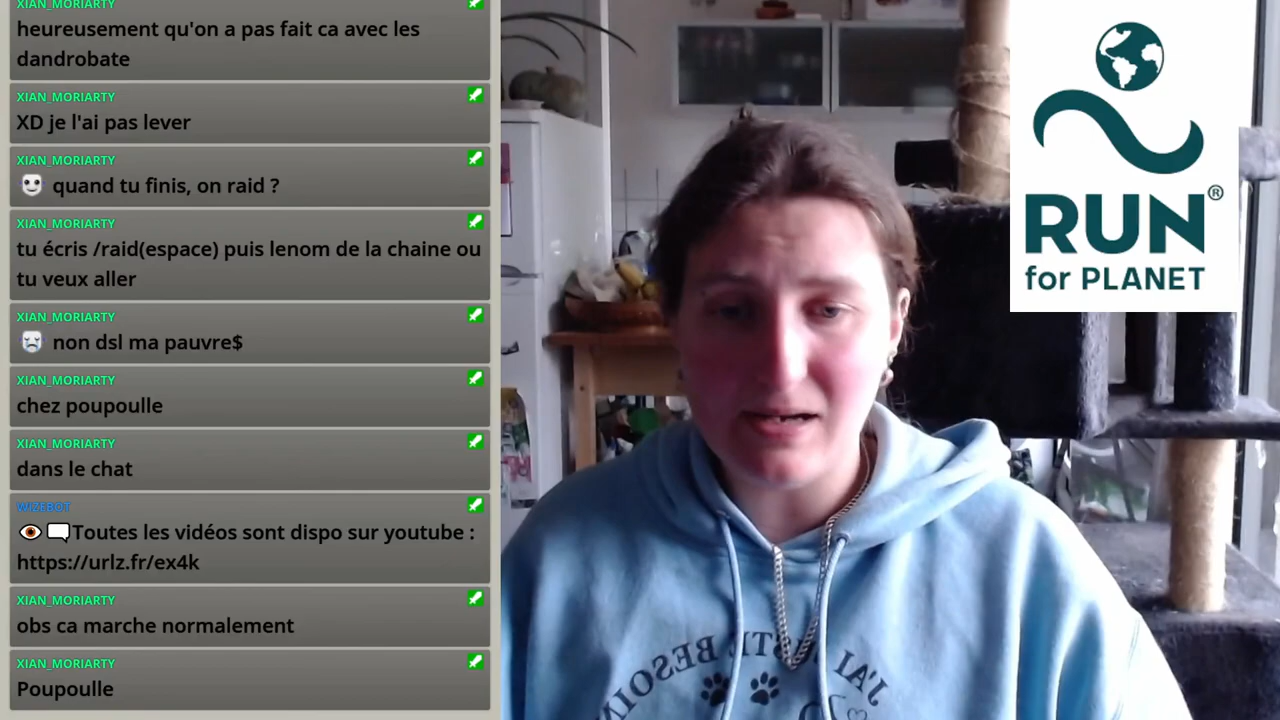 XIAN_MORIARTY
heureusement qu'on a pas fait ca avec les
dandrobate
XIAN_MORIARTY
XD je l'ai pas lever
XIAN_MORIARTY
quand tu finis, on raid ?
XIAN_MORIARTY
tu écris /raid(espace) puis lenom de la chaine ou
tu veux aller
XIAN_MORIARTY
non dsl ma pauvre$
XIAN_MORIARTY
chez poupoulle
XIAN_MORIARTY
dans le chat
WIZEBOT
Toutes les vidéos sont dispo sur youtube :
https://urlz.fr/ex4k
XIAN_MORIARTY
obs ca marche normalement
XIAN_MORIARTY
Poupoulle
RUN®
for PLANET
J'AI JUSTE BESOIN